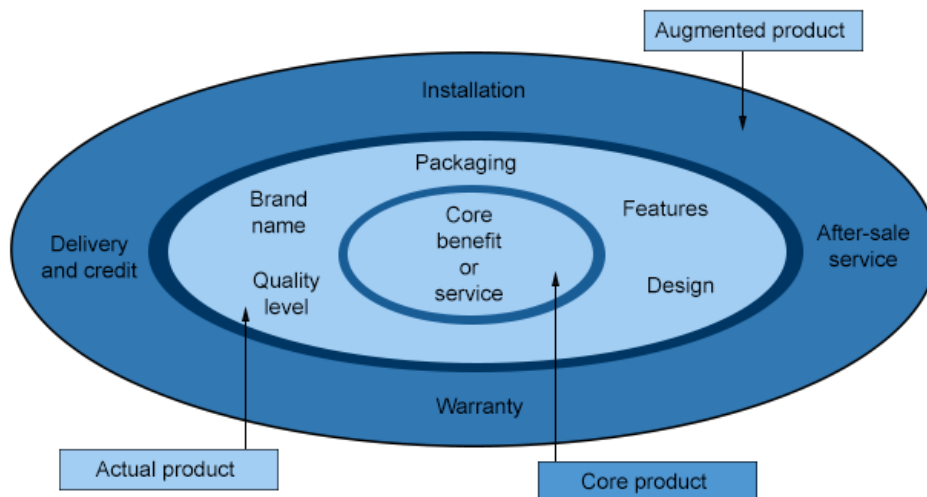 Augmented product
Installation
Packaging
Brand
name
Features
Core
benefit
or
service
Delivery
and credit
After-sale
service
Quality
level
Design
Warranty
Actual product
Core product